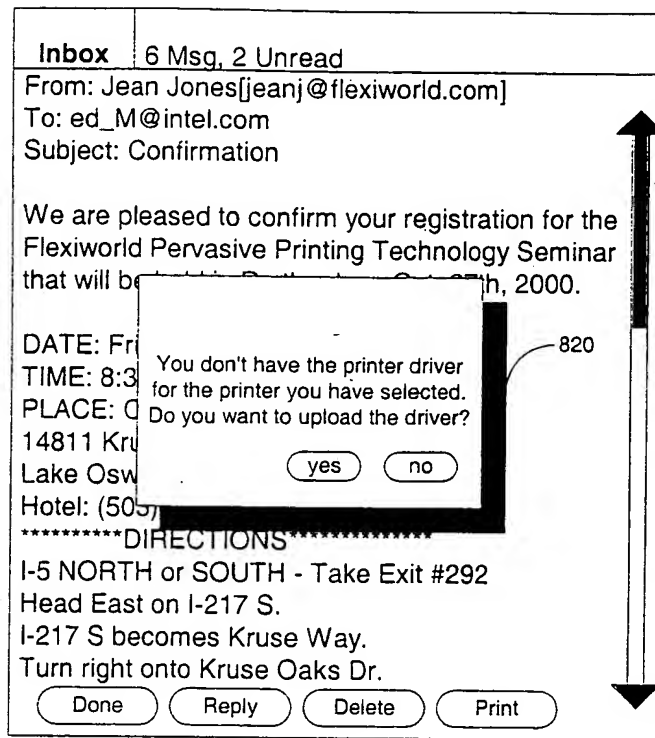 Inbox 6 Msg, 2 Unread
From: Jean Jones[jeanj@flexiworld.com]
To: ed_M@intel.com
Subject: Confirmation
We are pleased to confirm your registration for the
Flexiworld Pervasive Printing Technology Seminar
that will be h, 2000.
DATE: Fri
TIME: 8:3
PLACE:
14811 Kru
Lake Osw
Hotel: (503)
You don't have the printer driver
for the printer you have selected.
Do you want to upload the driver?
yes no
820
**********DIRECTIONS**************
I-5 NORTH or SOUTH - Take Exit #292
Head East on I-217 S.
I-217 S becomes Kruse Way.
Turn right onto Kruse Oaks Dr.
Done Reply Delete Print